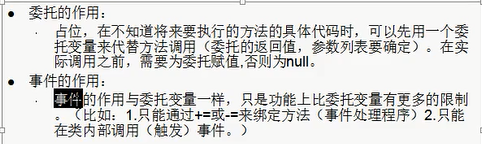 ● 委托的作用：
· 占位，在不知道将来要执行的方法的具体代码时，可以先用一个委
托变量来代替方法调用（委托的返回值，参数列表要确定）。在实
际调用之前，需要为委托赋值,否则为null。
● 事件的作用：
· 事件的作用与委托变量一样，只是功能上比委托变量有更多的限制
。（比如：1.只能通过+=或-=来绑定方法（事件处理程序）2.只能
在类内部调用（触发）事件。）